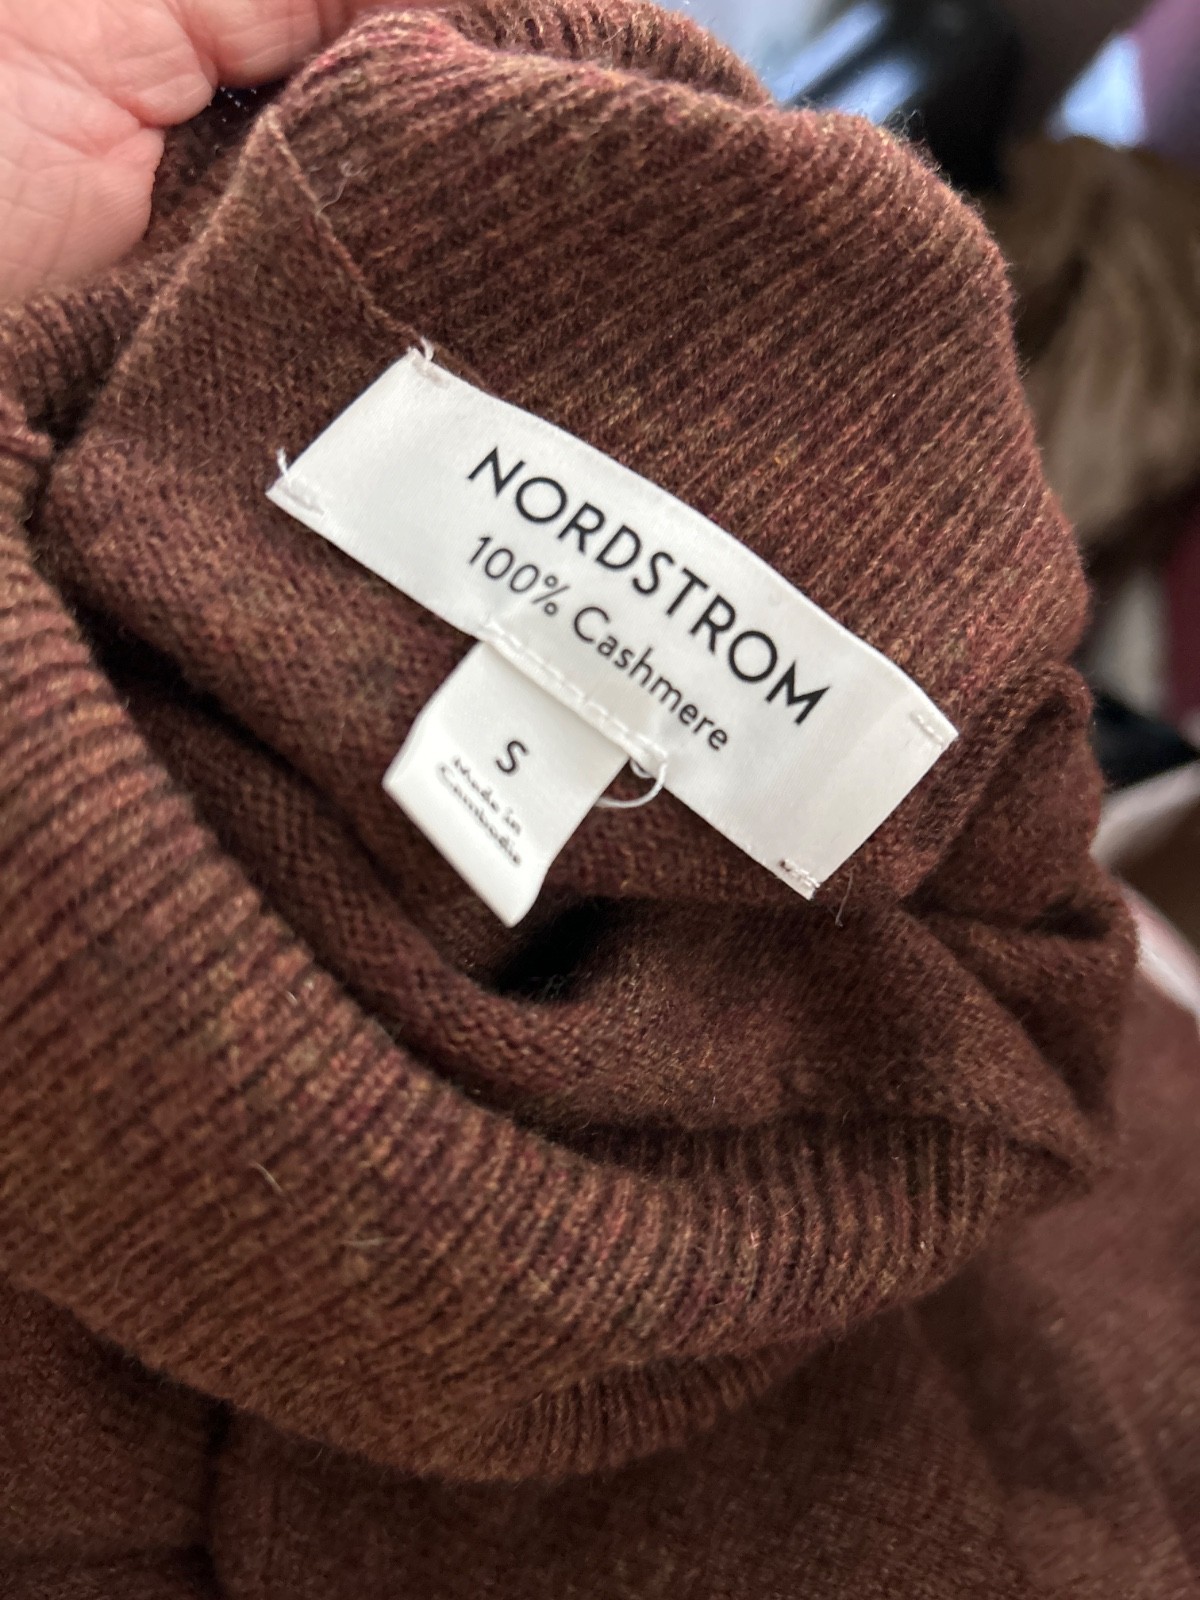 NORDSTROM
100% Cashmere
S
Made in
Cambodia